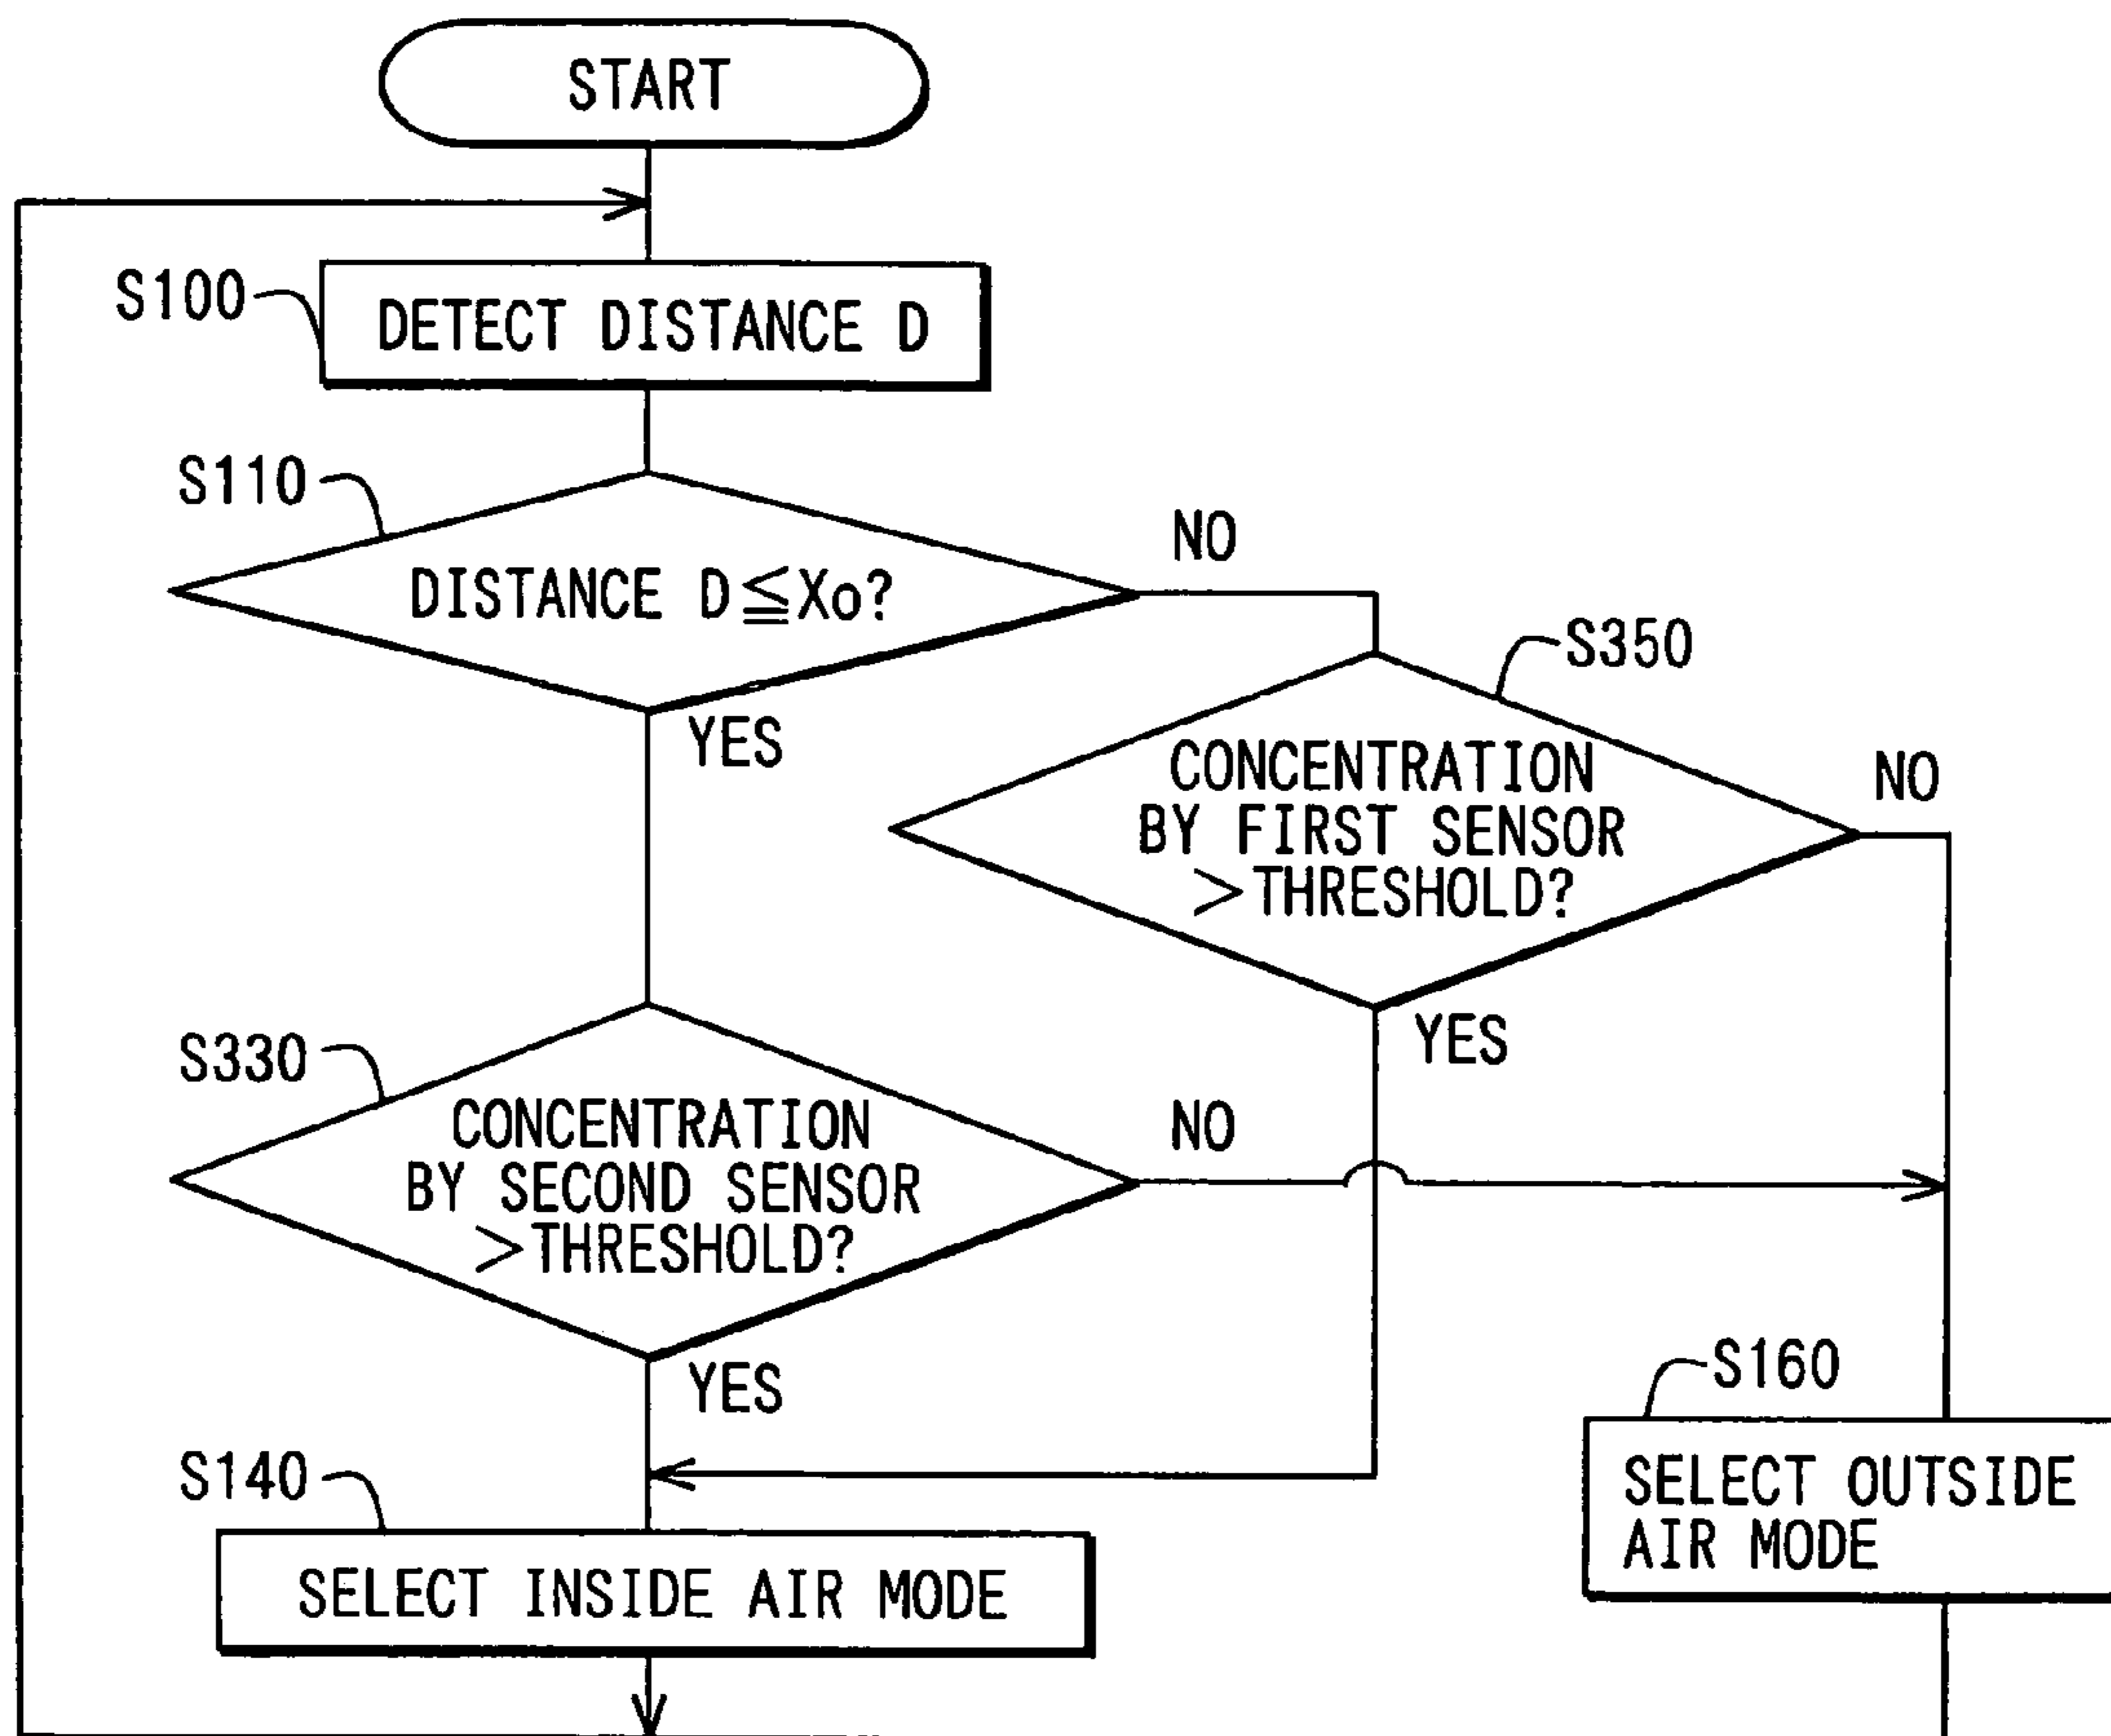 START
S100
DETECT DISTANCE D
S110
DISTANCE D≦Xo?
NO
YES
S350
CONCENTRATION
BY FIRST SENSOR
>THRESHOLD?
NO
YES
S330
CONCENTRATION
BY SECOND SENSOR
>THRESHOLD?
NO
YES
S160
SELECT OUTSIDE
AIR MODE
S140
SELECT INSIDE AIR MODE